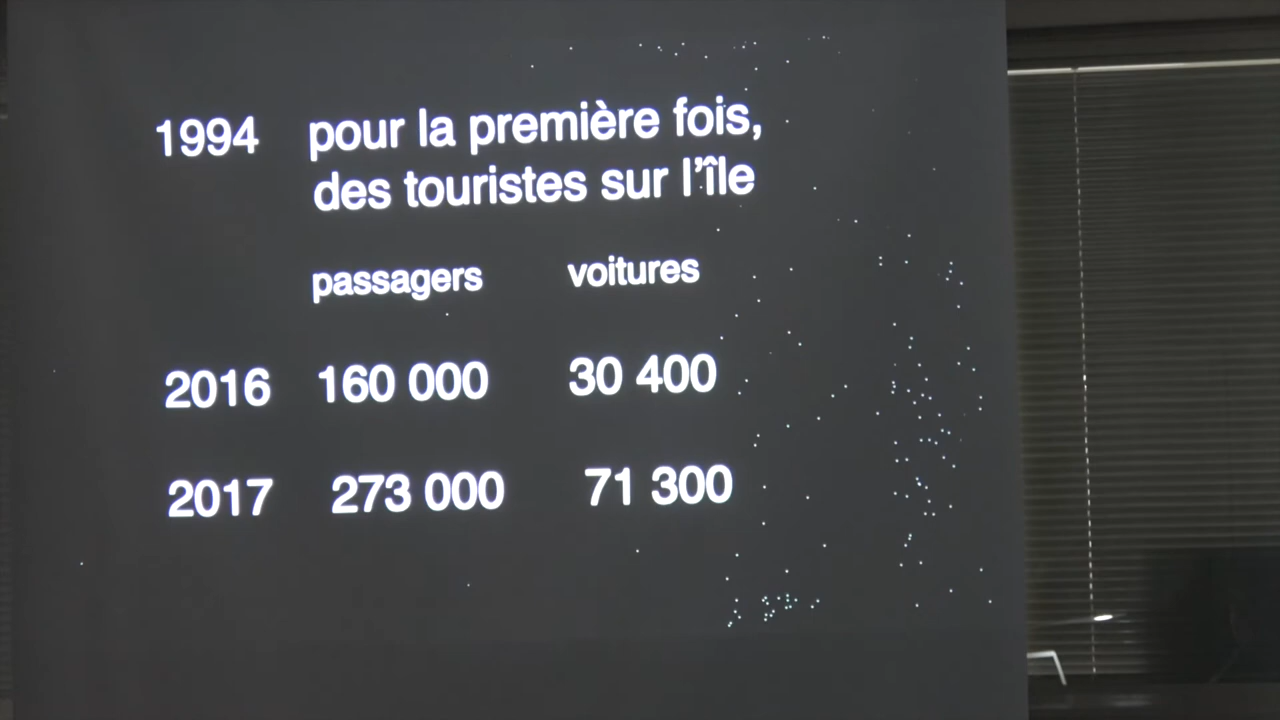 1994 pour la première fois,
des touristes sur l'île
passagers voitures
2016 160 000 30 400
2017 273 000 71 300